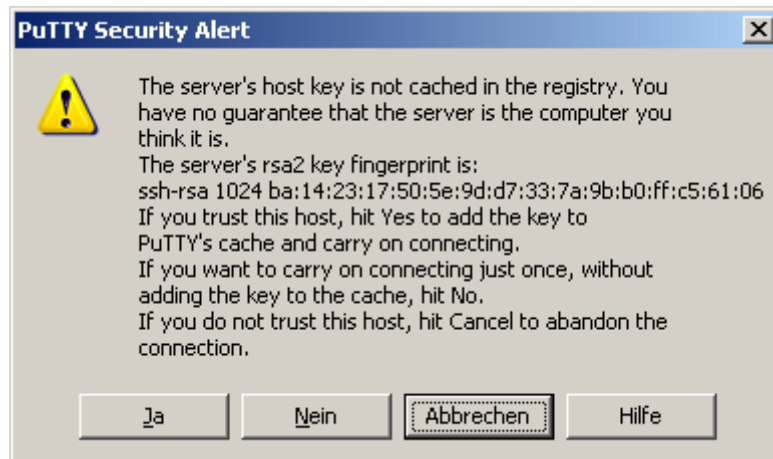 PuTTY Security Alert
The server's host key is not cached in the registry. You
have no guarantee that the server is the computer you
think it is.
The server's rsa2 key fingerprint is:
ssh-rsa 1024 ba:14:23:17:50:5e:9d:d7:33:7a:9b:b0:ff:c5:61:06
If you trust this host, hit Yes to add the key to
PuTTY's cache and carry on connecting.
If you want to carry on connecting just once, without
adding the key to the cache, hit No.
If you do not trust this host, hit Cancel to abandon the
connection.
Ja Nein Abbrechen Hilfe